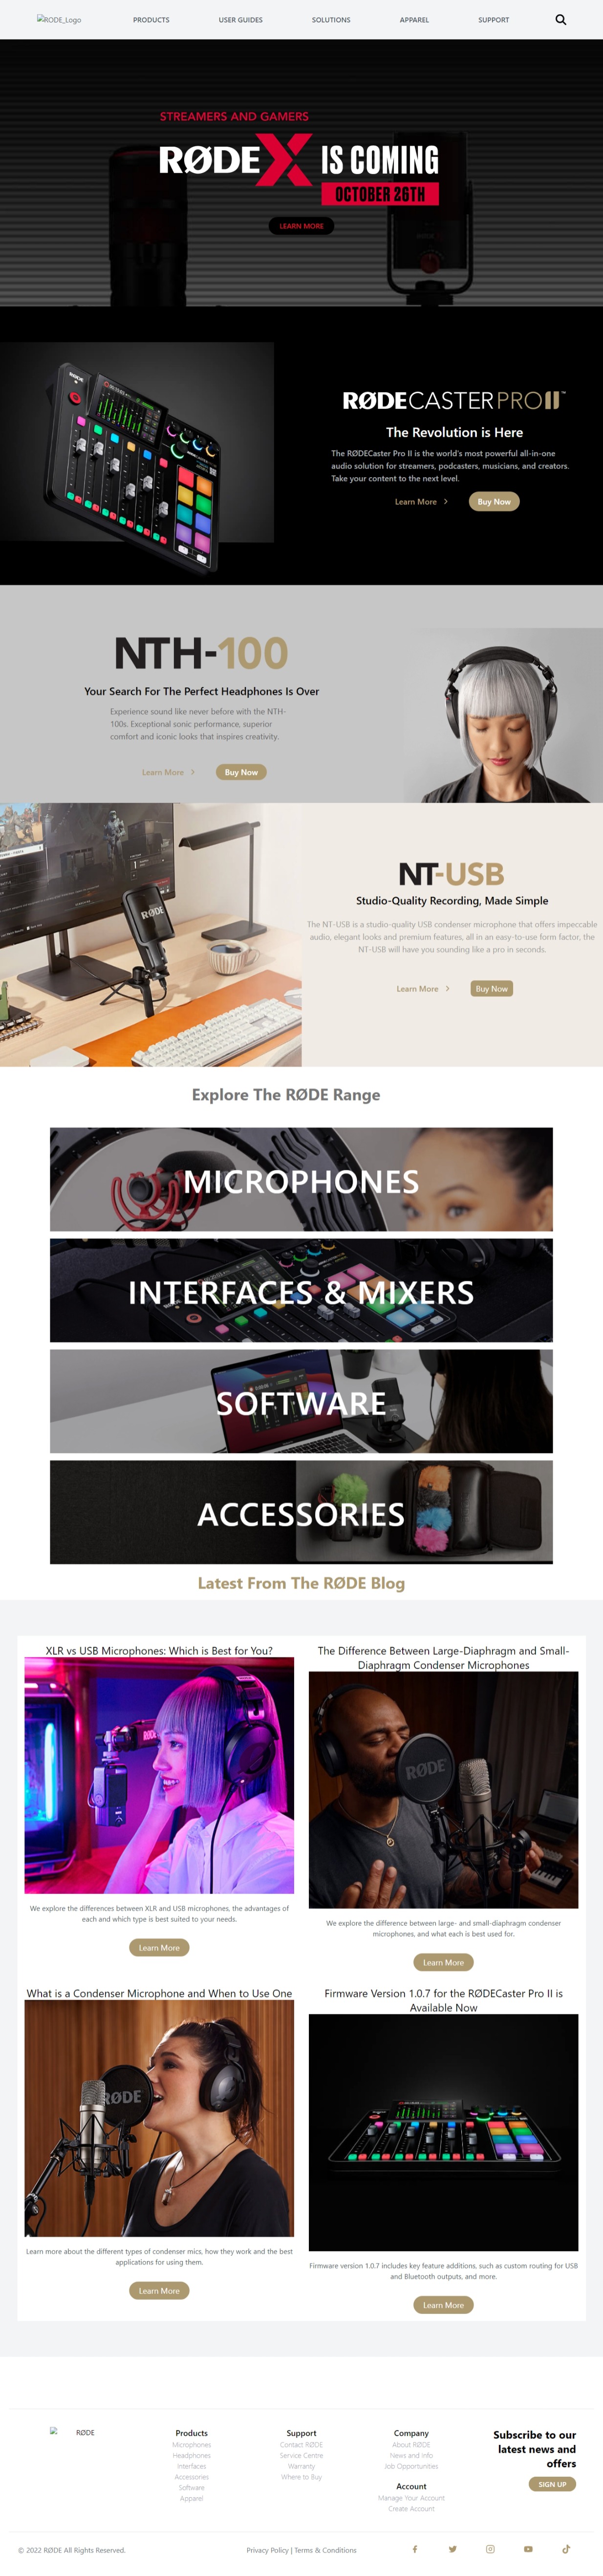 RODE_Logo
PRODUCTS
USER GUIDES
SOLUTIONS
APPAREL
SUPPORT
STREAMERS AND GAMERS
RØDE X IS COMING
OCTOBER 26TH
LEARN MORE
RØDECASTER PRO II™
The Revolution is Here
The RØDECaster Pro II is the world's most powerful all-in-one
audio solution for streamers, podcasters, musicians, and creators.
Take your content to the next level.
Learn More
Buy Now
NTH-100
Your Search For The Perfect Headphones Is Over
Experience sound like never before with the NTH-
100s. Exceptional sonic performance, superior
comfort and iconic looks that inspires creativity.
Learn More
Buy Now
RØDE
NT-USB
Studio-Quality Recording, Made Simple
The NT-USB is a studio-quality USB condenser microphone that offers impeccable
audio, elegant looks and premium features, all in an easy-to-use form factor, the
NT-USB will have you sounding like a pro in seconds.
Learn More
Buy Now
Explore The RØDE Range
MICROPHONES
INTERFACES & MIXERS
SOFTWARE
ACCESSORIES
Latest From The RØDE Blog
XLR vs USB Microphones: Which is Best for You?
RØDE
We explore the differences between XLR and USB microphones, the advantages of
each and which type is best suited to your needs.
Learn More
The Difference Between Large-Diaphragm and Small-
Diaphragm Condenser Microphones
RØDE
We explore the difference between large- and small-diaphragm condenser
microphones, and what each is best used for.
Learn More
What is a Condenser Microphone and When to Use One
RØDE
Learn more about the different types of condenser mics, how they work and the best
applications for using them.
Learn More
Firmware Version 1.0.7 for the RØDECaster Pro II is
Available Now
Firmware version 1.0.7 includes key feature additions, such as custom routing for USB
and Bluetooth outputs, and more.
Learn More
RØDE
Products
Microphones
Headphones
Interfaces
Accessories
Software
Apparel
Support
Contact RØDE
Service Centre
Warranty
Where to Buy
Company
About RØDE
News and Info
Job Opportunities
Account
Manage Your Account
Create Account
Subscribe to our
latest news and
offers
SIGN UP
© 2022 RØDE All Rights Reserved.
Privacy Policy | Terms & Conditions